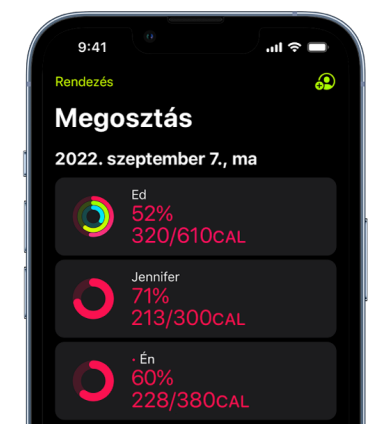 9:41
Rendezés
Megosztás
2022. szeptember 7., ma
Ed
52%
320/610CAL
Jennifer
71%
213/300CAL
• Én
60%
228/380CAL